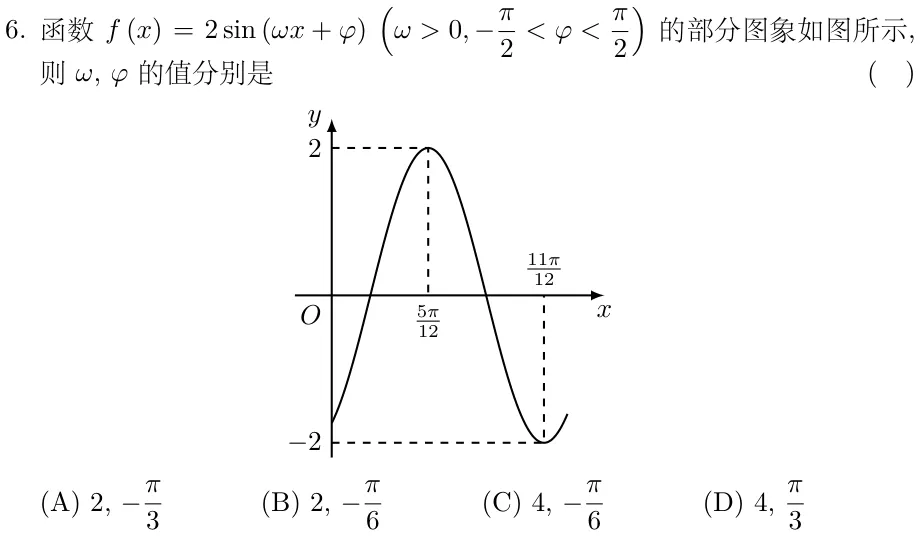 6. 函数 f(x) = 2 sin(ωx + φ) (ω > 0, −π/2 < φ < π/2) 的部分图象如图所示,
则 ω, φ 的值分别是 ( )
y
2
11π/12
O
5π/12
x
−2
(A) 2, −π/3 (B) 2, −π/6 (C) 4, −π/6 (D) 4, π/3